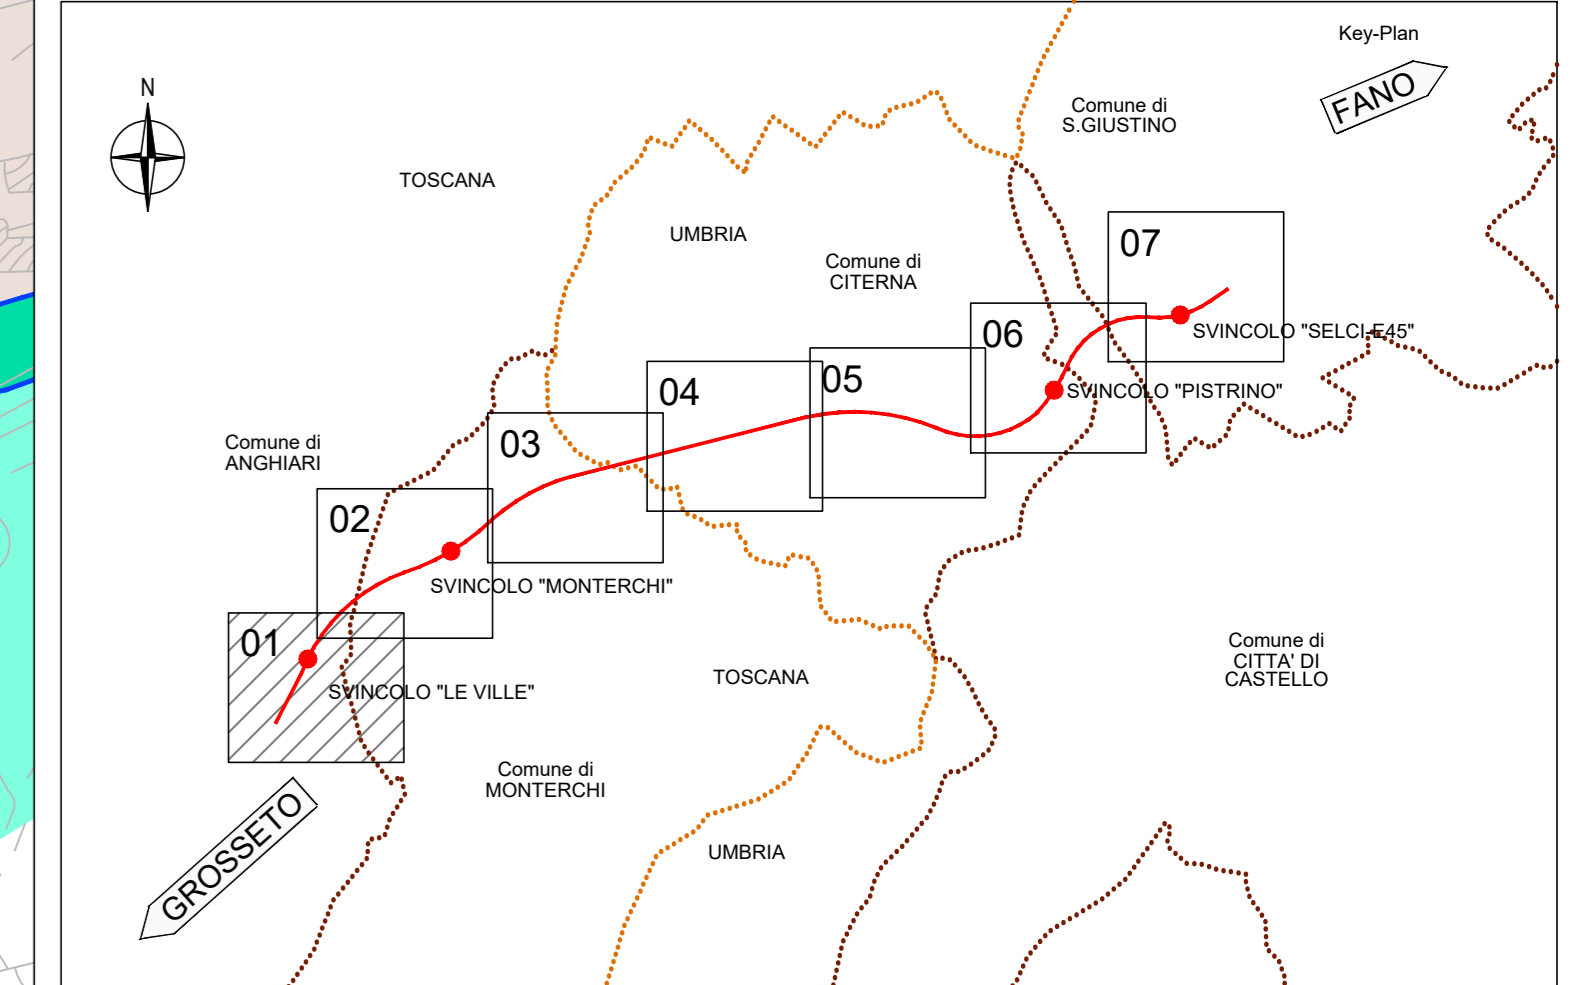 Key-Plan
FANO
N
Comune di
S.GIUSTINO
TOSCANA
UMBRIA
Comune di
CITERNA
07
SVINCOLO "SELCI-E45"
06
SVINCOLO "PISTRINO"
05
04
03
Comune di
ANGHIARI
02
SVINCOLO "MONTERCHI"
01
SVINCOLO "LE VILLE"
TOSCANA
Comune di
CITTA' DI
CASTELLO
Comune di
MONTERCHI
UMBRIA
GROSSETO